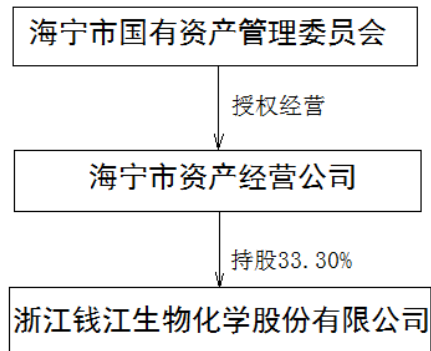 海宁市国有资产管理委员会
授权经营
海宁市资产经营公司
持股33.30%
浙江钱江生物化学股份有限公司